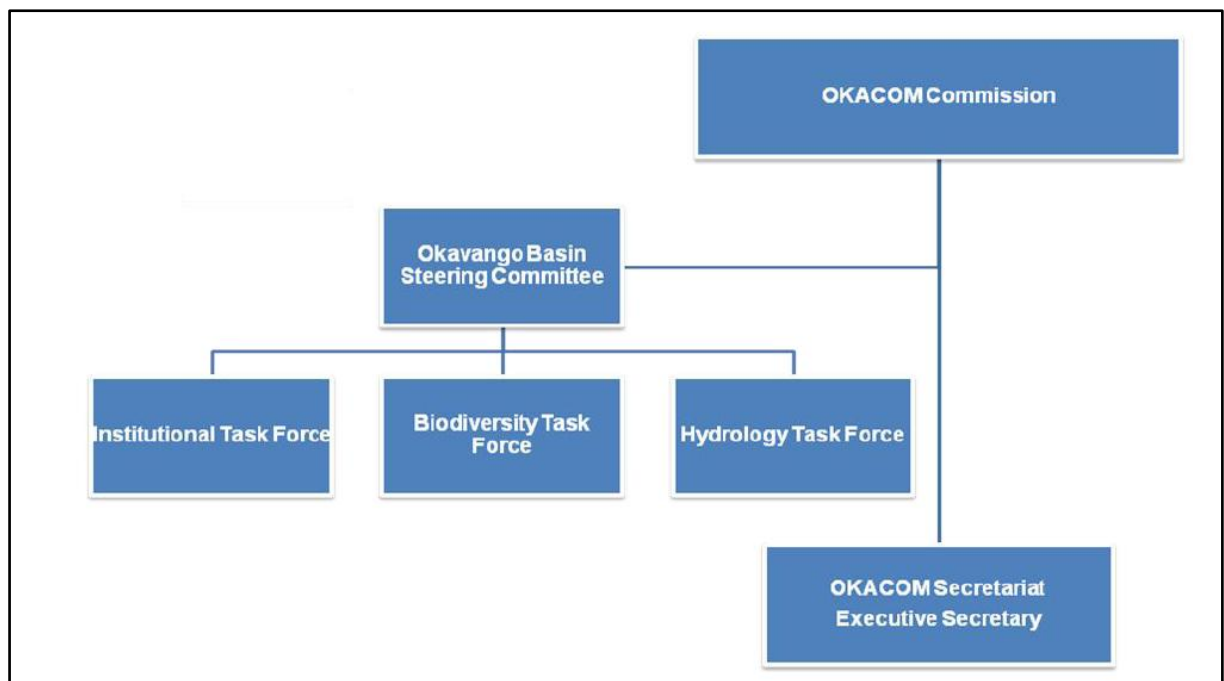 OKACOM Commission
Okavango Basin
Steering Committee
Institutional Task Force
Biodiversity Task
Force
Hydrology Task Force
OKACOM Secretariat
Executive Secretary